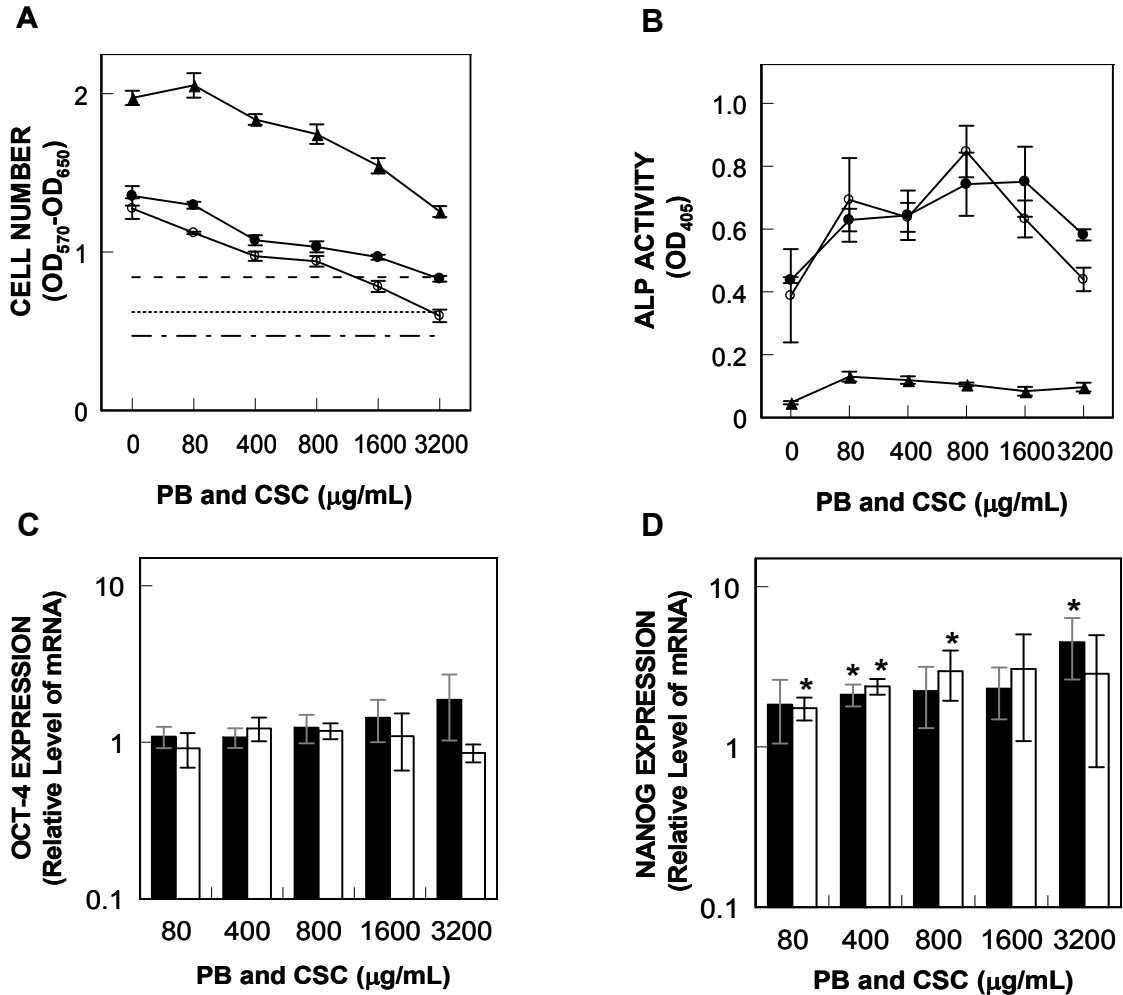 A
CELL NUMBER
(OD570-OD650)
2
1
0
0 80 400 800 1600 3200
PB and CSC (μg/mL)
B
ALP ACTIVITY
(OD405)
1.0
0.8
0.6
0.4
0.2
0
0 80 400 800 1600 3200
PB and CSC (μg/mL)
C
OCT-4 EXPRESSION
(Relative Level of mRNA)
10
1
0.1
80 400 800 1600 3200
PB and CSC (μg/mL)
D
NANOG EXPRESSION
(Relative Level of mRNA)
10
1
0.1
* * * * *
80 400 800 1600 3200
PB and CSC (μg/mL)